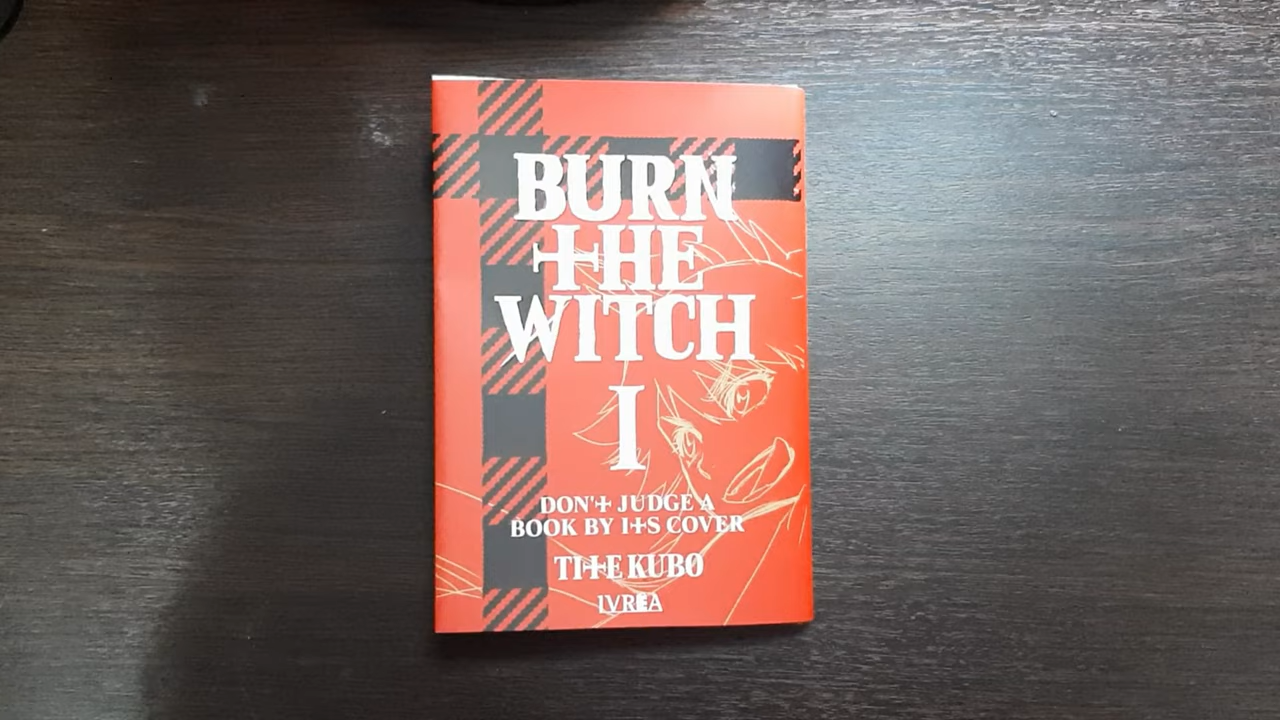 BURN
THE
WITCH
I
DON'T JUDGE A
BOOK BY ITS COVER
TITE KUBO
IVREA